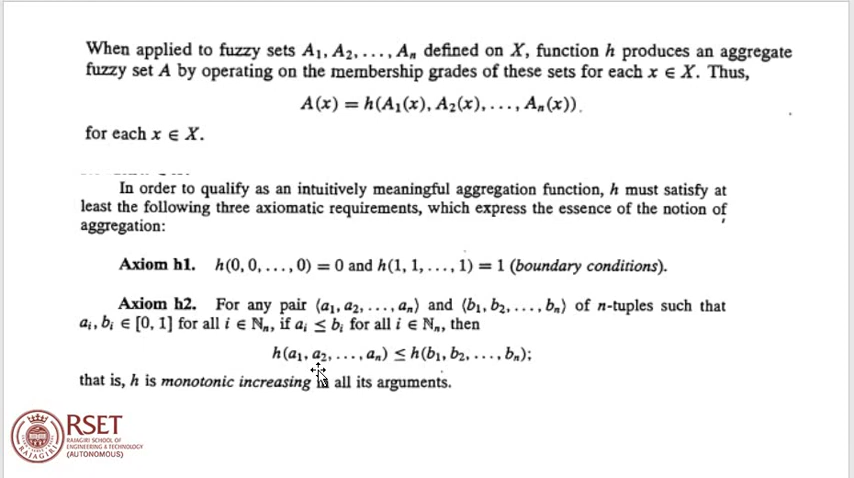 When applied to fuzzy sets A₁, A₂, . . . , Aₙ defined on X, function h produces an aggregate
fuzzy set A by operating on the membership grades of these sets for each x ∈ X. Thus,
A(x) = h(A₁(x), A₂(x), . . . , Aₙ(x)).
for each x ∈ X.
In order to qualify as an intuitively meaningful aggregation function, h must satisfy at
least the following three axiomatic requirements, which express the essence of the notion of
aggregation:
Axiom h1. h(0, 0, . . . , 0) = 0 and h(1, 1, . . . , 1) = 1 (boundary conditions).
Axiom h2. For any pair ⟨a₁, a₂, . . . , aₙ⟩ and ⟨b₁, b₂, . . . , bₙ⟩ of n-tuples such that
aᵢ, bᵢ ∈ [0, 1] for all i ∈ ℕₙ, if aᵢ ≤ bᵢ for all i ∈ ℕₙ, then
h(a₁, a₂, . . . , aₙ) ≤ h(b₁, b₂, . . . , bₙ);
that is, h is monotonic increasing in all its arguments.
RSET
RAJAGIRI SCHOOL OF
ENGINEERING & TECHNOLOGY
(AUTONOMOUS)
RAJAGIRI